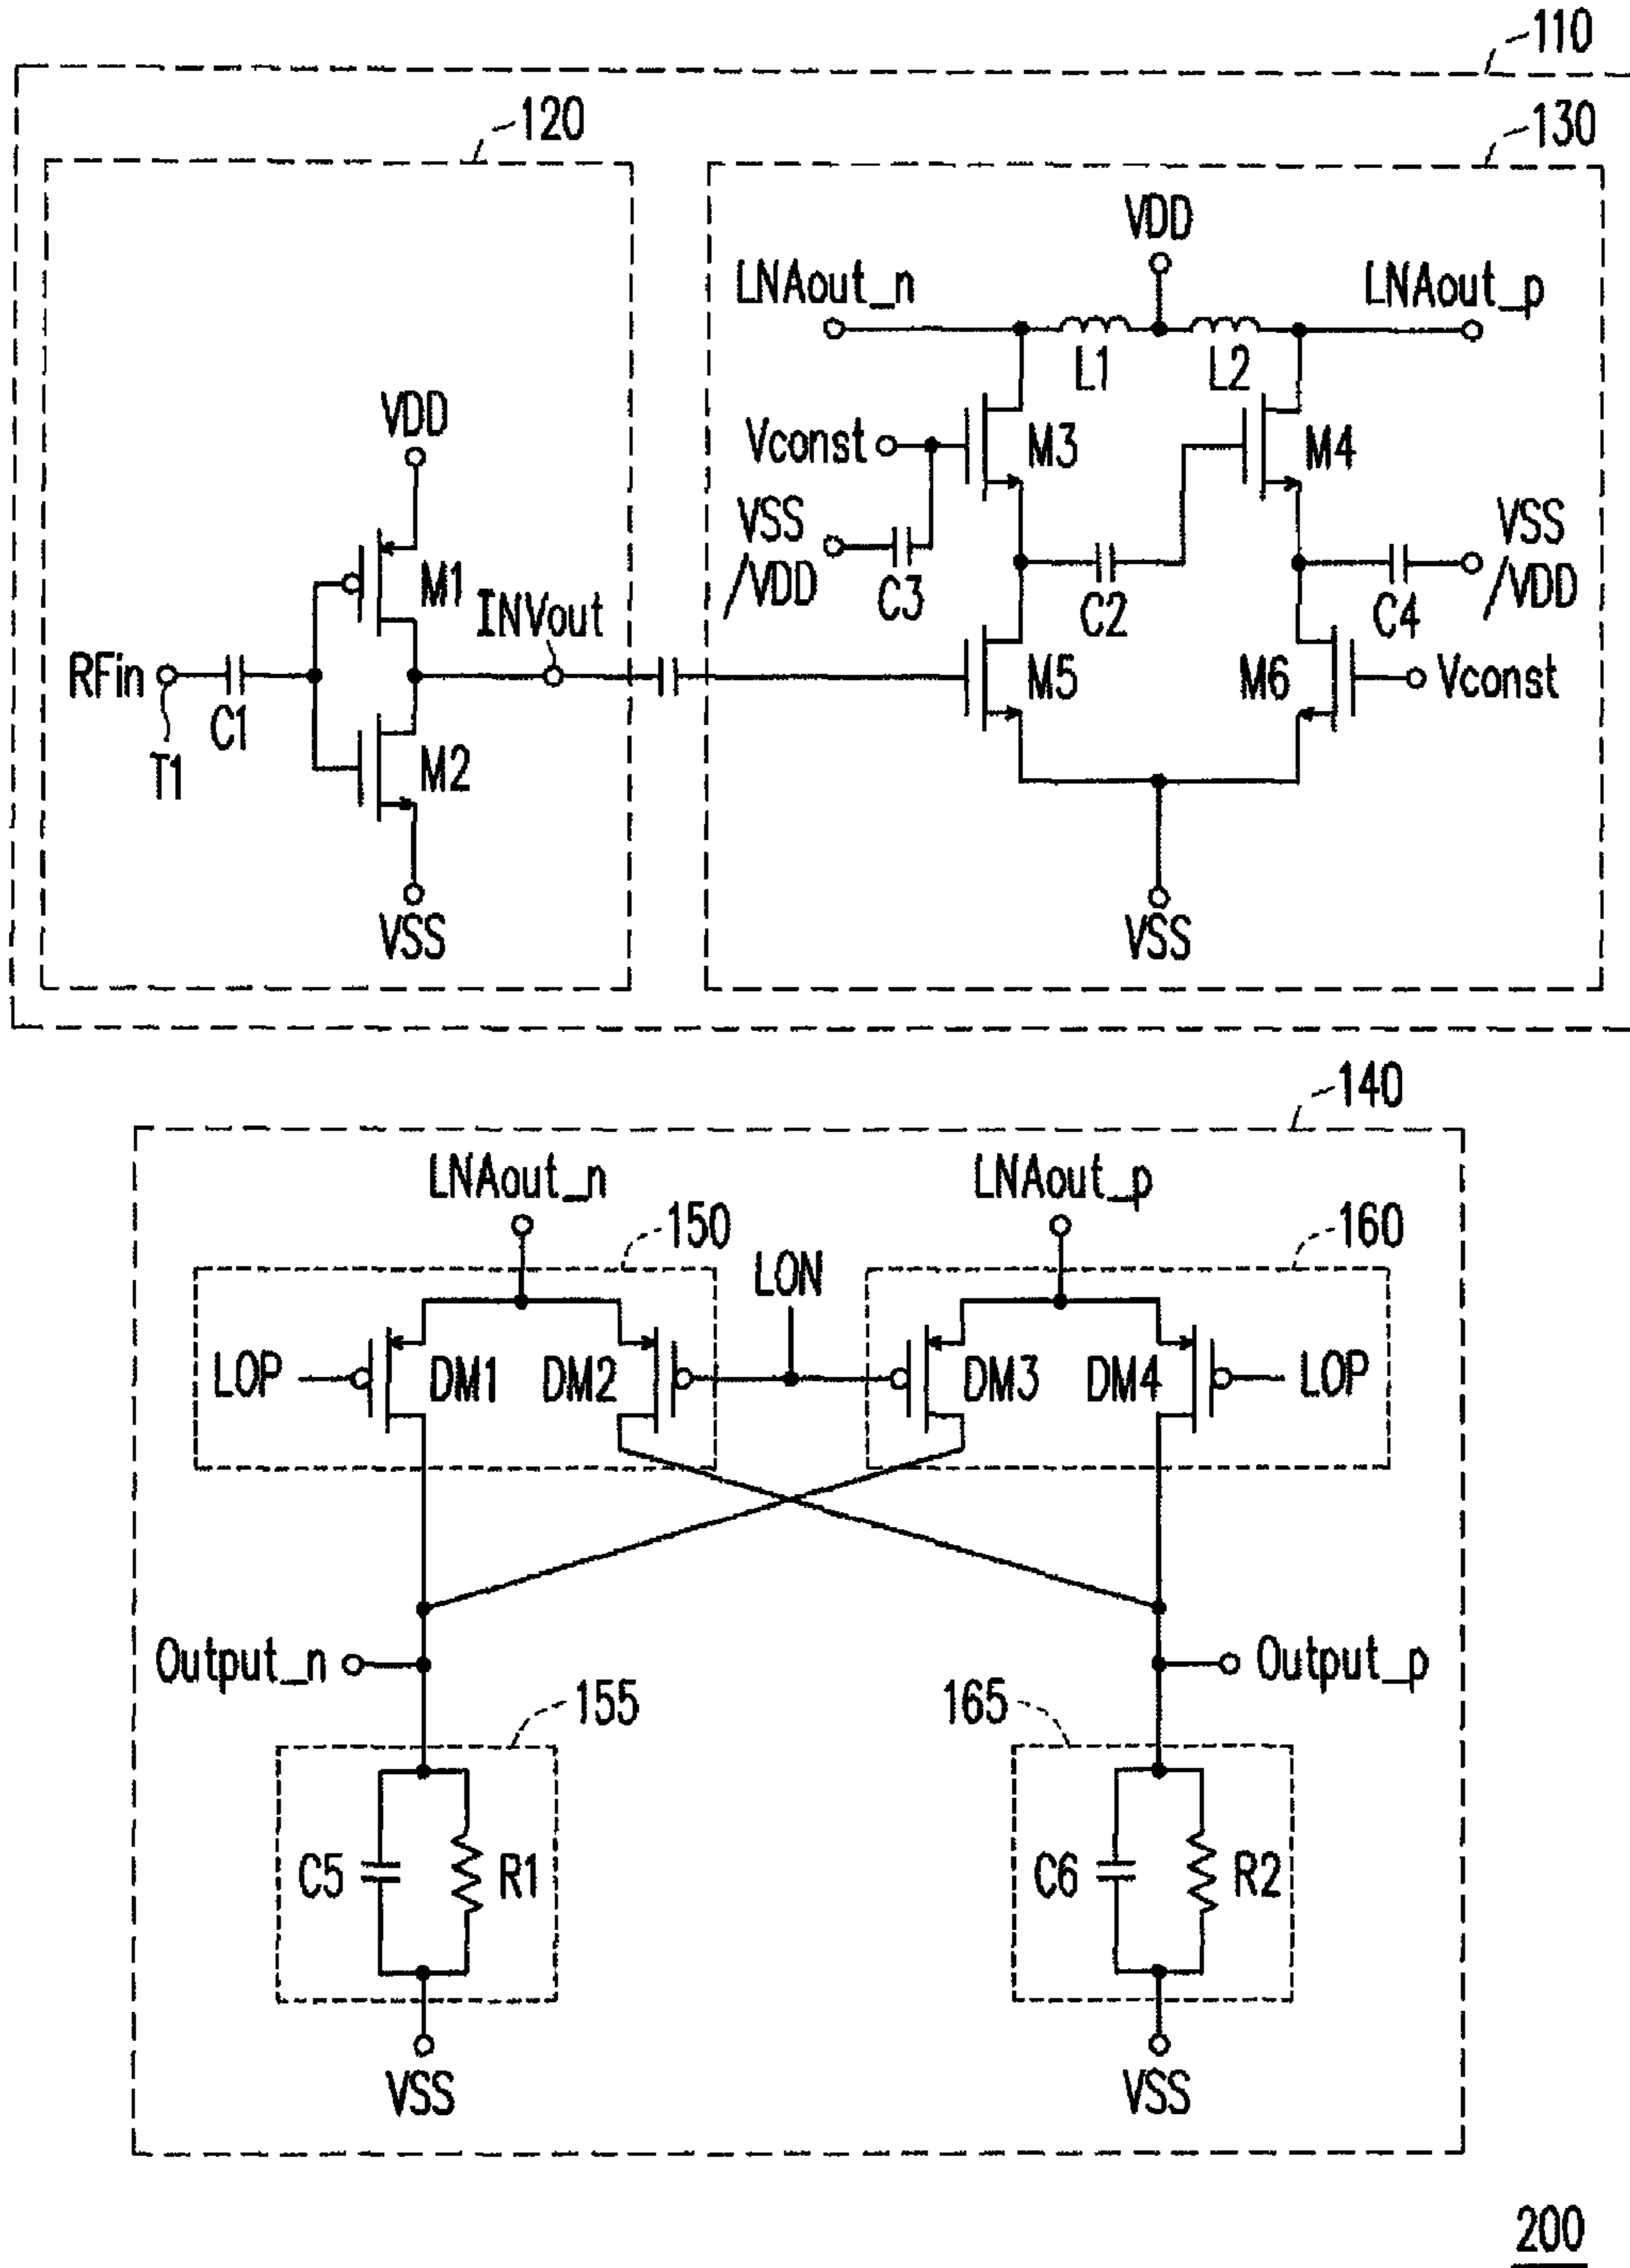 110
120
130
VDD
LNAout_n
LNAout_p
L1
L2
VDD
Vconst
M3
M4
VSS
/VDD
C3
C2
C4
VSS
/VDD
M1
INVout
RFin
C1
T1
M2
M5
M6
Vconst
VSS
VSS
140
LNAout_n
LNAout_p
150
160
LON
LOP
DM1
DM2
DM3
DM4
LOP
Output_n
Output_p
155
165
C5
R1
C6
R2
VSS
VSS
200